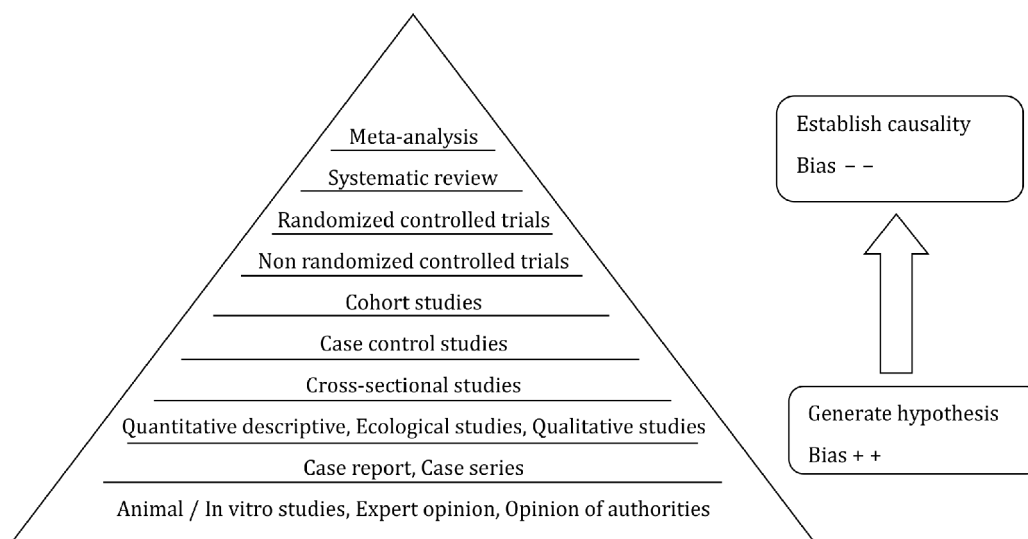 Meta-analysis
Systematic review
Randomized controlled trials
Non randomized controlled trials
Cohort studies
Case control studies
Cross-sectional studies
Quantitative descriptive, Ecological studies, Qualitative studies
Case report, Case series
Animal / In vitro studies, Expert opinion, Opinion of authorities
Establish causality
Bias − −
Generate hypothesis
Bias + +